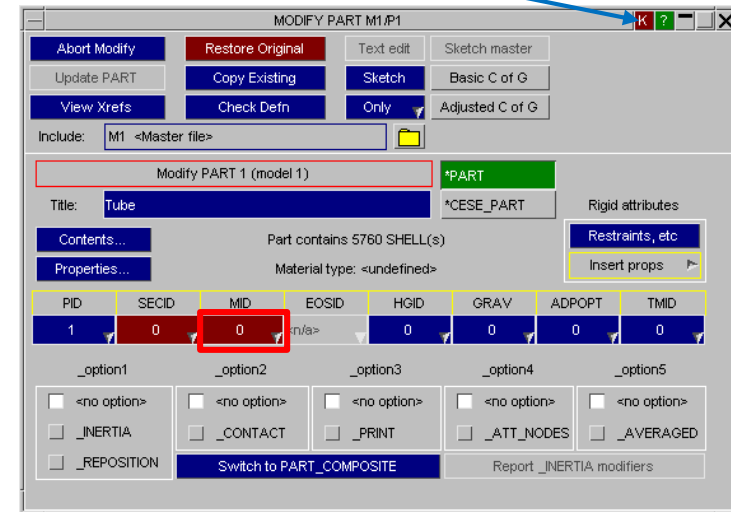 MODIFY PART M1/P1 K ?
Abort Modify Restore Original Text edit Sketch master
Update PART Copy Existing Sketch Basic C of G
View Xrefs Check Defn Only Adjusted C of G
Include: M1 <Master file>
Modify PART 1 (model 1) *PART
Title: Tube *CESE_PART Rigid attributes
Contents... Part contains 5760 SHELL(s) Restraints, etc
Properties... Material type: <undefined> Insert props
PID SECID MID EOSID HGID GRAV ADPOPT TMID
1 0 0 <n/a> 0 0 0 0
_option1 _option2 _option3 _option4 _option5
<no option> <no option> <no option> <no option> <no option>
_INERTIA _CONTACT _PRINT _ATT_NODES _AVERAGED
_REPOSITION Switch to PART_COMPOSITE Report _INERTIA modifiers